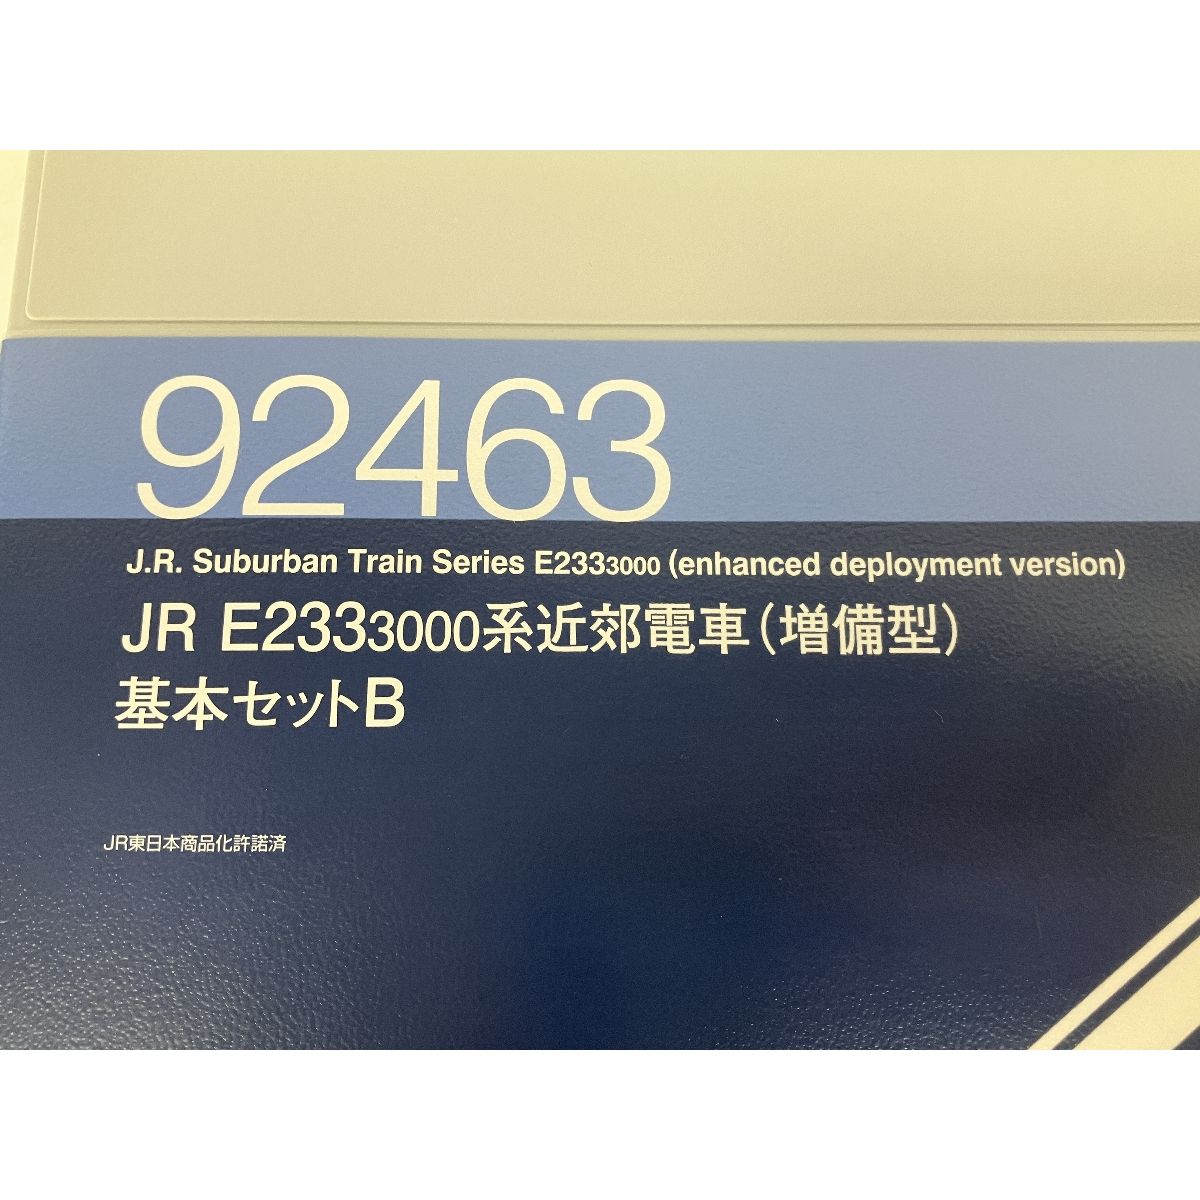 92463
J.R. Suburban Train Series E2333000 (enhanced deployment version)
JR E2333000系近郊電車(増備型)
基本セットB
JR東日本商品化許諾済